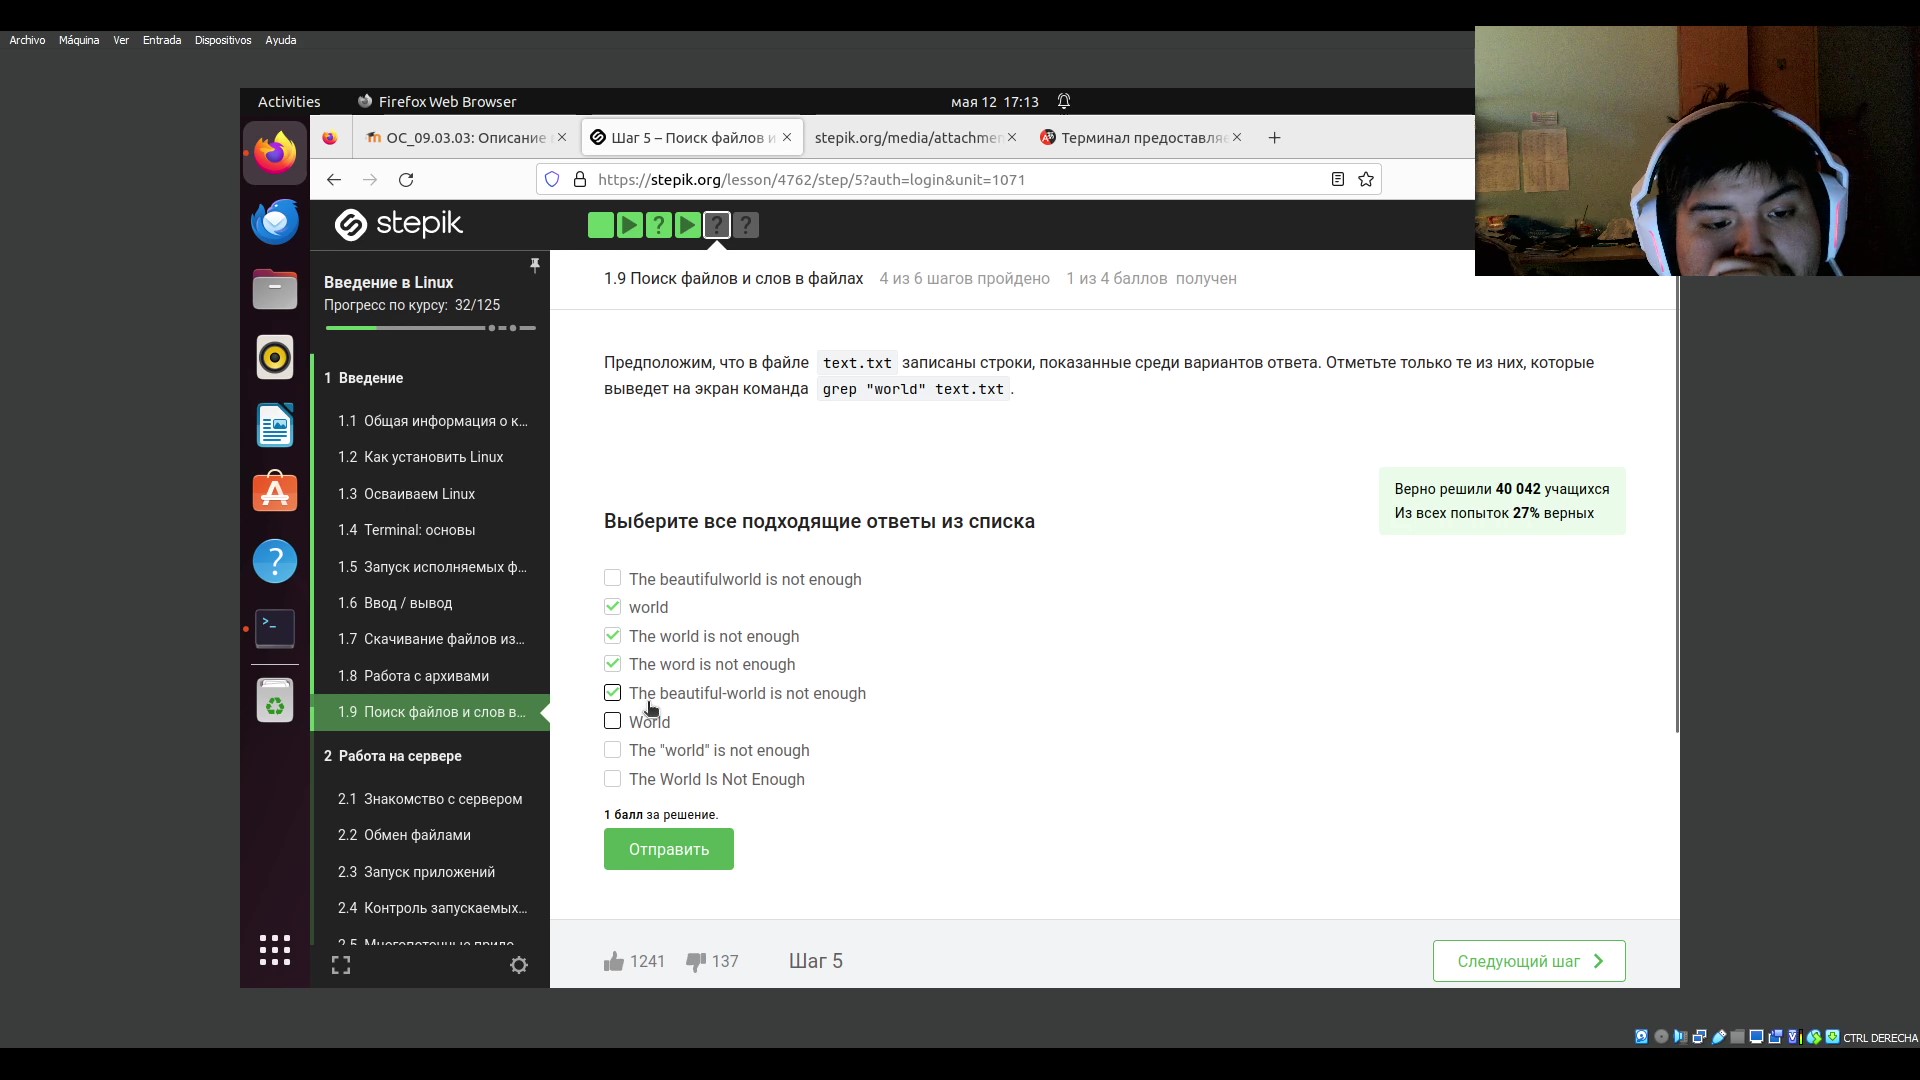 Archivo Máquina Ver Entrada Dispositivos Ayuda
Activities Firefox Web Browser мая 12 17:13
ОС_09.03.03: Описание
Шаг 5 – Поиск файлов и
stepik.org/media/attachmen
Терминал предоставляе
https://stepik.org/lesson/4762/step/5?auth=login&unit=1071
stepik
Введение в Linux
Прогресс по курсу: 32/125
1 Введение
1.1 Общая информация о к...
1.2 Как установить Linux
1.3 Осваиваем Linux
1.4 Terminal: основы
1.5 Запуск исполняемых ф...
1.6 Ввод / вывод
1.7 Скачивание файлов из...
1.8 Работа с архивами
1.9 Поиск файлов и слов в...
2 Работа на сервере
2.1 Знакомство с сервером
2.2 Обмен файлами
2.3 Запуск приложений
2.4 Контроль запускаемых...
1.9 Поиск файлов и слов в файлах 4 из 6 шагов пройдено 1 из 4 баллов получен
Предположим, что в файле text.txt записаны строки, показанные среди вариантов ответа. Отметьте только те из них, которые
выведет на экран команда grep "world" text.txt .
Верно решили 40 042 учащихся
Из всех попыток 27% верных
Выберите все подходящие ответы из списка
The beautifulworld is not enough
world
The world is not enough
The word is not enough
The beautiful-world is not enough
World
The "world" is not enough
The World Is Not Enough
1 балл за решение.
Отправить
1241 137 Шаг 5
Следующий шаг
CTRL DERECHA